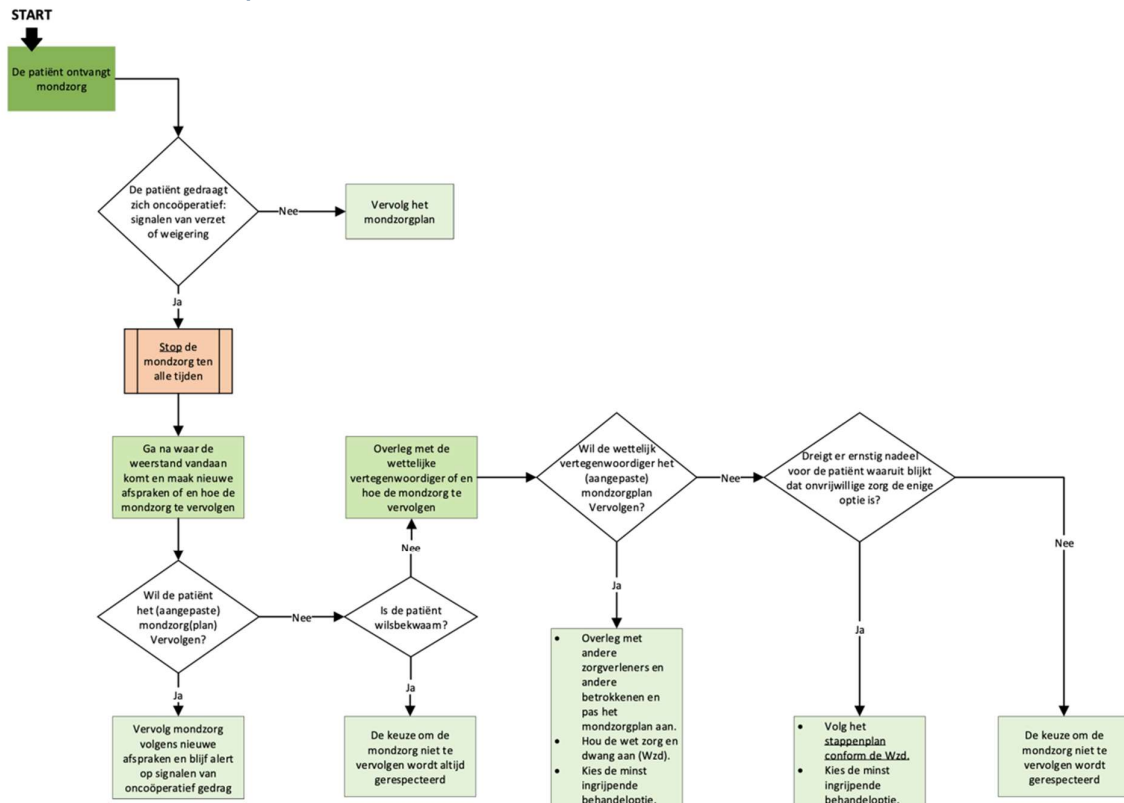 START
De patiënt ontvangt
mondzorg
De patiënt gedraagt
zich oncoöperatief:
signalen van verzet
of weigering
Nee
Vervolg het
mondzorgplan
Ja
Stop de
mondzorg ten
alle tijden
Ga na waar de
weerstand vandaan
komt en maak nieuwe
afspraken of en hoe de
mondzorg te vervolgen
Wil de patiënt
het (aangepaste)
mondzorg(plan)
Vervolgen?
Ja
Vervolg mondzorg
volgens nieuwe
afspraken en blijf alert
op signalen van
oncoöperatief gedrag
Nee
Is de patiënt
wilsbekwaam?
Ja
De keuze om de
mondzorg niet te
vervolgen wordt altijd
gerespecteerd
Nee
Overleg met de
wettelijke
vertegenwoordiger of en
hoe de mondzorg te
vervolgen
Wil de wettelijk
vertegenwoordiger het
(aangepaste)
mondzorgplan
Vervolgen?
Ja
• Overleg met
andere
zorgverleners en
andere
betrokkenen en
pas het
mondzorgplan aan.
• Hou de wet zorg en
dwang aan (Wzd).
• Kies de minst
ingrijpende
behandeloptie.
Nee
Dreigt er ernstig nadeel
voor de patiënt waaruit blijkt
dat onvrijwillige zorg de enige
optie is?
Ja
• Volg het
stappenplan
conform de Wzd.
• Kies de minst
ingrijpende
behandeloptie.
Nee
De keuze om de
mondzorg niet te
vervolgen wordt
gerespecteerd